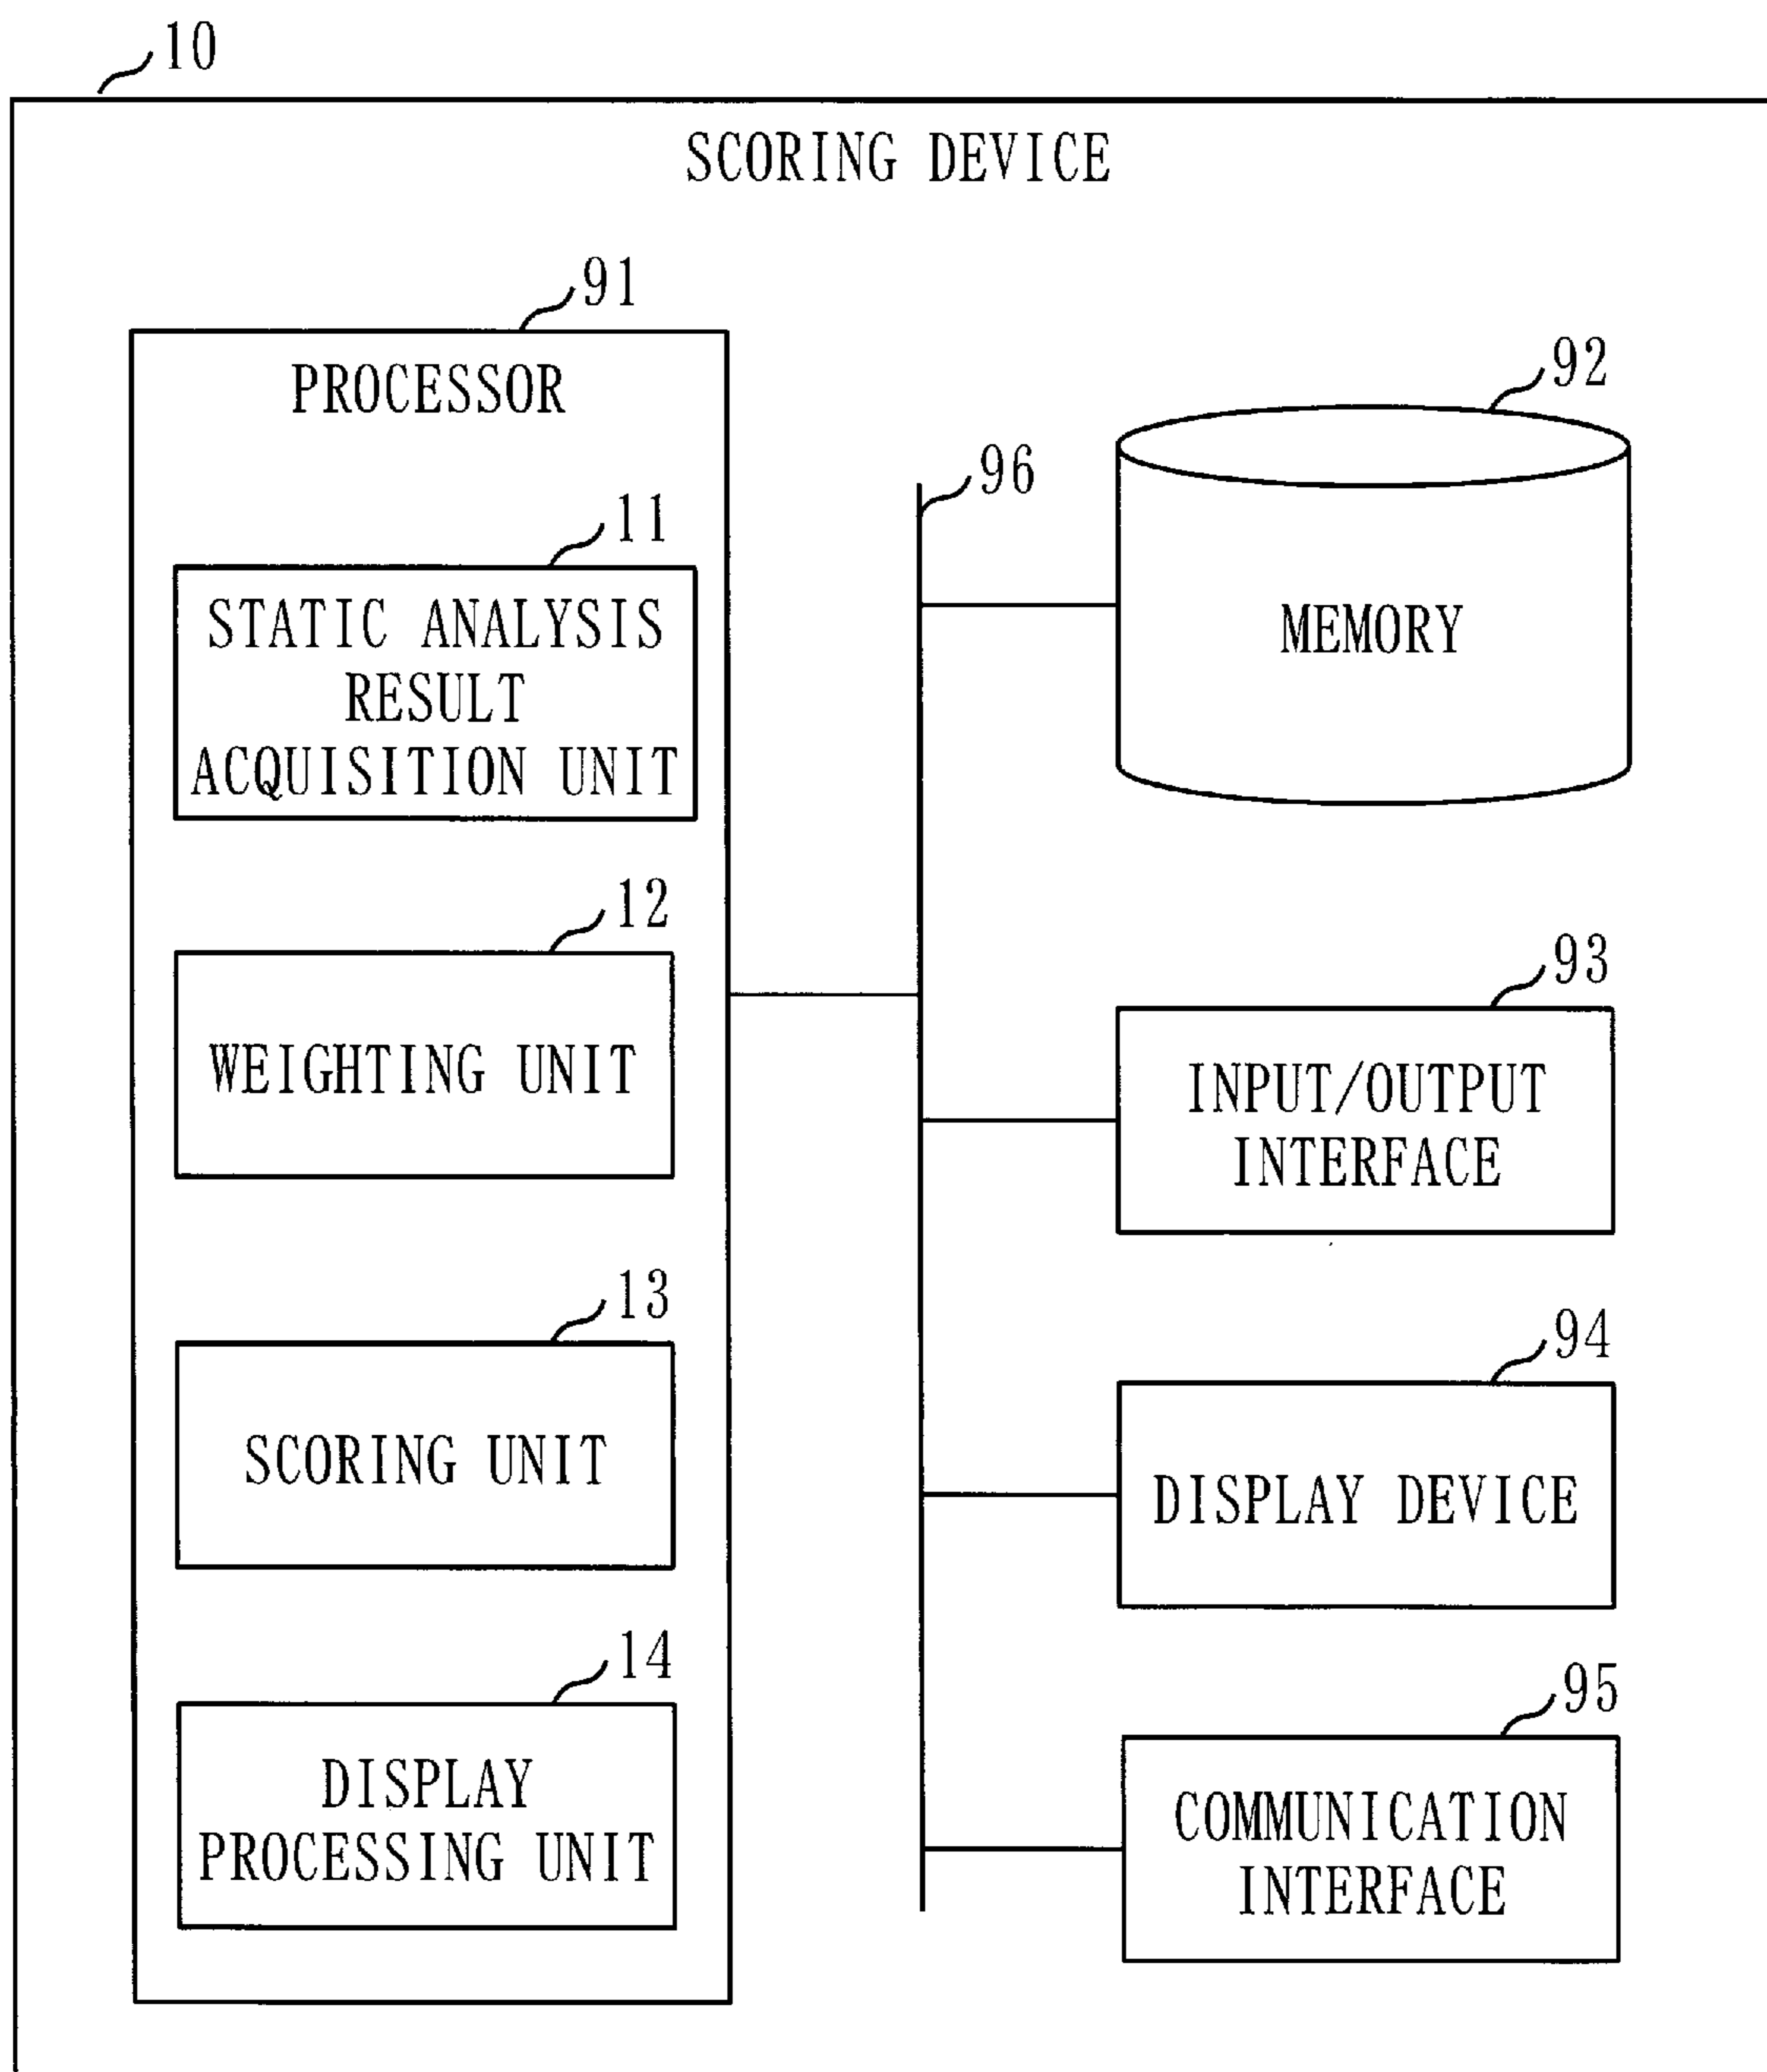 10
SCORING DEVICE
91
PROCESSOR
11
STATIC ANALYSIS
RESULT
ACQUISITION UNIT
12
WEIGHTING UNIT
13
SCORING UNIT
14
DISPLAY
PROCESSING UNIT
96
92
MEMORY
93
INPUT/OUTPUT
INTERFACE
94
DISPLAY DEVICE
95
COMMUNICATION
INTERFACE